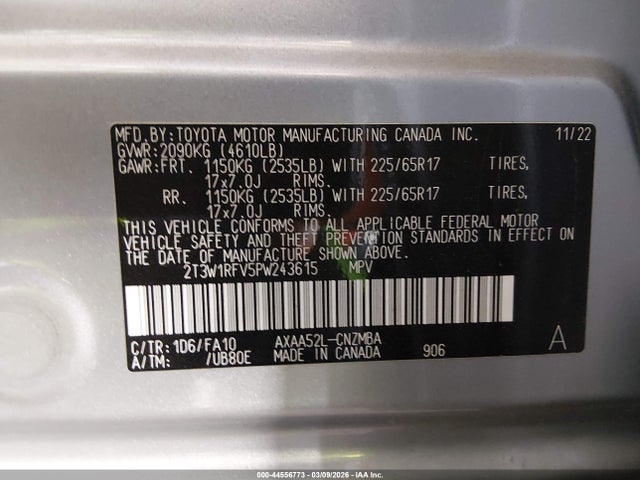 MFD.BY:TOYOTA MOTOR MANUFACTURING CANADA INC. 11/22
GVWR:2090KG (4610LB)
GAWR:FRT. 1150KG (2535LB) WITH 225/65R17 TIRES,
17x7.0J RIMS.
RR. 1150KG (2535LB) WITH 225/65R17 TIRES,
17x7.0J RIMS.
THIS VEHICLE CONFORMS TO ALL APPLICABLE FEDERAL MOTOR
VEHICLE SAFETY AND THEFT PREVENTION STANDARDS IN EFFECT
ON THE DATE OF MANUFACTURE SHOWN ABOVE.
2T3W1RFV5PW243615 MPV
C/TR:1D6/FA10 AXAA52L-CNZMBA A
A/TM: /UB80E MADE IN CANADA 906
000-44556773 - 03/09/2026 - IAA Inc.